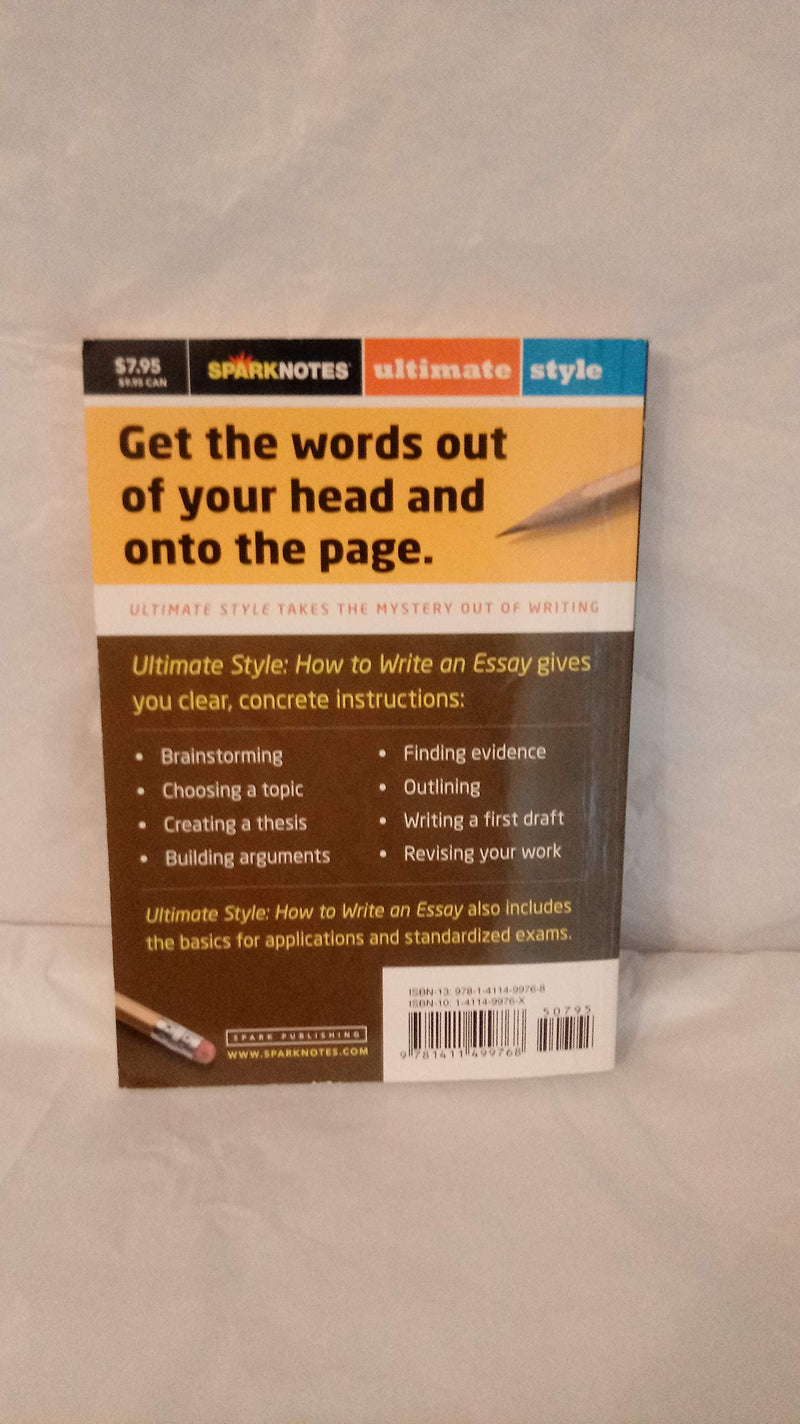 $7.95
$9.95 CAN
SPARKNOTES
ultimate
style
Get the words out
of your head and
onto the page.
ULTIMATE STYLE TAKES THE MYSTERY OUT OF WRITING
Ultimate Style: How to Write an Essay gives
you clear, concrete instructions:
• Brainstorming
• Choosing a topic
• Creating a thesis
• Building arguments
• Finding evidence
• Outlining
• Writing a first draft
• Revising your work
Ultimate Style: How to Write an Essay also includes
the basics for applications and standardized exams.
SPARK PUBLISHING
WWW.SPARKNOTES.COM
ISBN-13: 978-1-4114-9976-8
ISBN-10: 1-4114-9976-X
50795
9 781411 499768